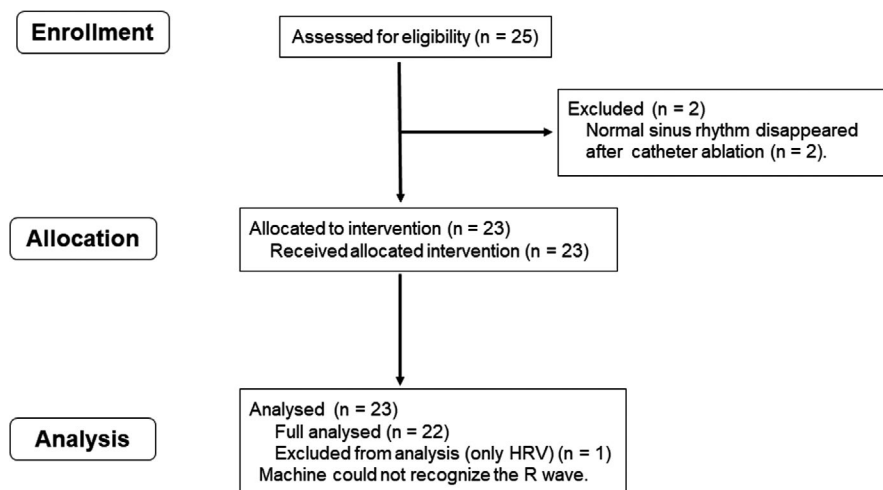 Enrollment
Assessed for eligibility (n = 25)
Excluded (n = 2)
Normal sinus rhythm disappeared
after catheter ablation (n = 2).
Allocation
Allocated to intervention (n = 23)
Received allocated intervention (n = 23)
Analysis
Analysed (n = 23)
Full analysed (n = 22)
Excluded from analysis (only HRV) (n = 1)
Machine could not recognize the R wave.